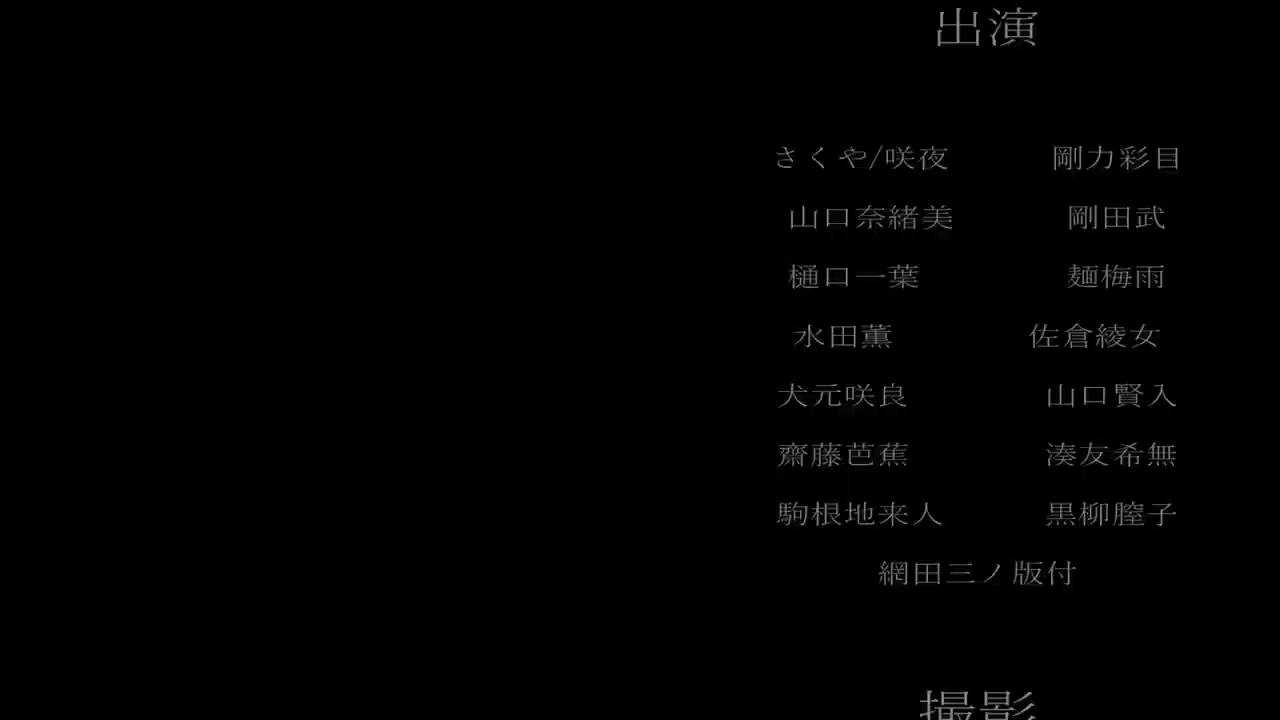 出演
さくや/咲夜 剛力彩目
山口奈緒美 剛田武
樋口一葉 麺梅雨
水田薫 佐倉綾女
犬元咲良 山口賢入
齋藤芭蕉 湊友希無
駒根地来人 黒柳膣子
網田三ノ版付
撮影